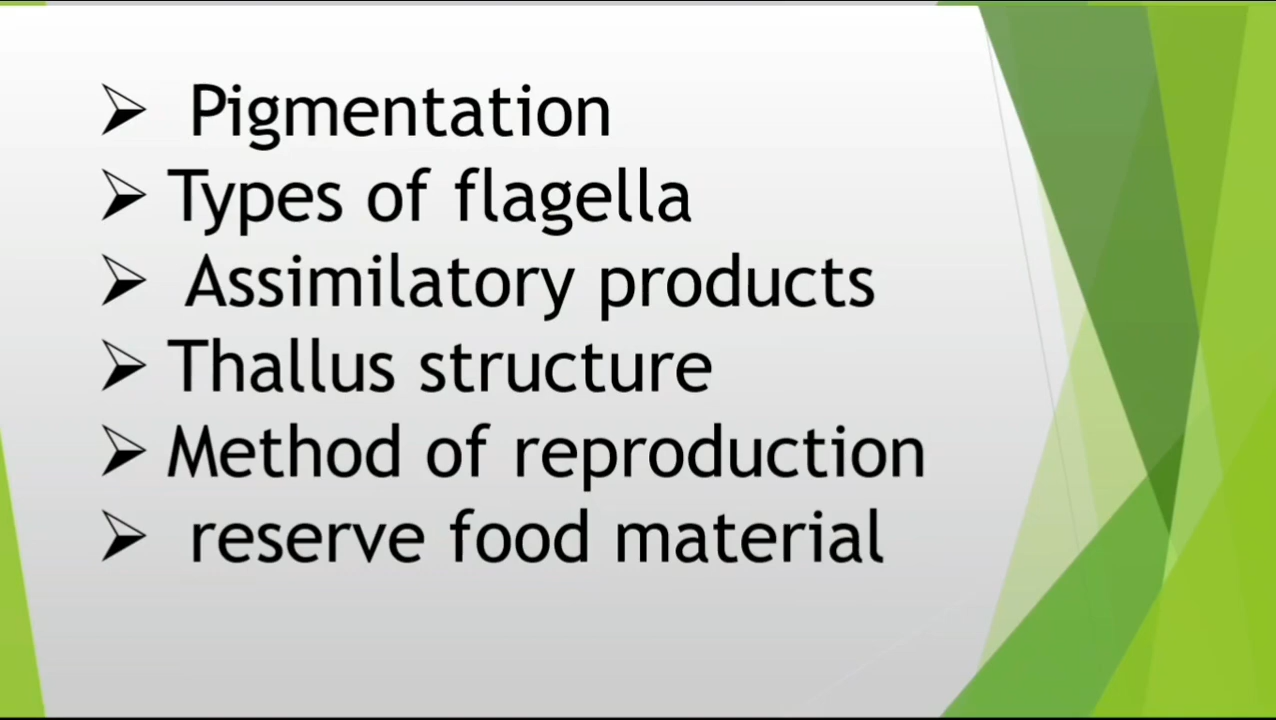 ➢ Pigmentation
➢ Types of flagella
➢ Assimilatory products
➢ Thallus structure
➢ Method of reproduction
➢ reserve food material